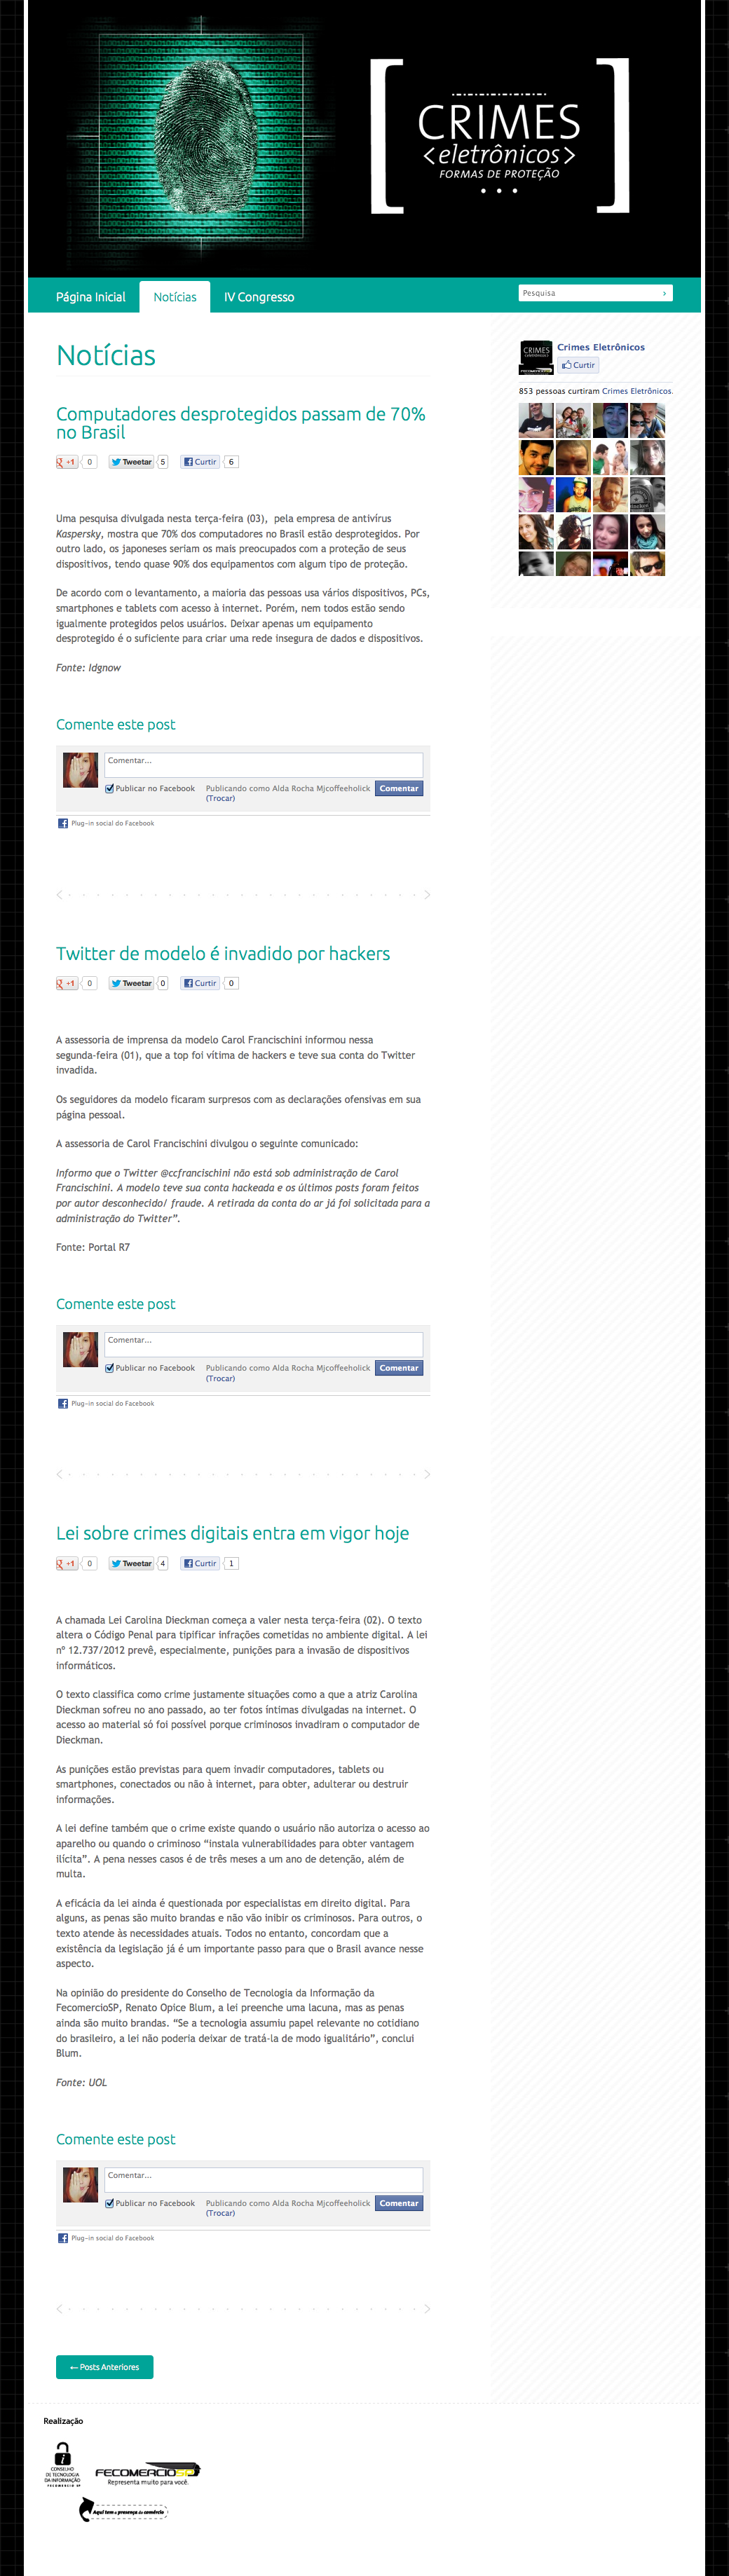 CRIMES
<eletrônicos>
FORMAS DE PROTEÇÃO
Página Inicial Notícias IV Congresso Pesquisa
Notícias
Computadores desprotegidos passam de 70%
no Brasil
+1 0 Tweetar 5 Curtir 6
Uma pesquisa divulgada nesta terça-feira (03), pela empresa de antivírus
Kaspersky, mostra que 70% dos computadores no Brasil estão desprotegidos. Por
outro lado, os japoneses seriam os mais preocupados com a proteção de seus
dispositivos, tendo quase 90% dos equipamentos com algum tipo de proteção.
De acordo com o levantamento, a maioria das pessoas usa vários dispositivos, PCs,
smartphones e tablets com acesso à internet. Porém, nem todos estão sendo
igualmente protegidos pelos usuários. Deixar apenas um equipamento
desprotegido é o suficiente para criar uma rede insegura de dados e dispositivos.
Fonte: Idgnow
Comente este post
Comentar...
Publicar no Facebook Publicando como Alda Rocha Mjcoffeeholick Comentar
(Trocar)
Plug-in social do Facebook
Twitter de modelo é invadido por hackers
+1 0 Tweetar 0 Curtir 0
A assessoria de imprensa da modelo Carol Francischini informou nessa
segunda-feira (01), que a top foi vítima de hackers e teve sua conta do Twitter
invadida.
Os seguidores da modelo ficaram surpresos com as declarações ofensivas em sua
página pessoal.
A assessoria de Carol Francischini divulgou o seguinte comunicado:
Informo que o Twitter @ccfrancischini não está sob administração de Carol
Francischini. A modelo teve sua conta hackeada e os últimos posts foram feitos
por autor desconhecido/ fraude. A retirada da conta do ar já foi solicitada para a
administração do Twitter”.
Fonte: Portal R7
Comente este post
Comentar...
Publicar no Facebook Publicando como Alda Rocha Mjcoffeeholick Comentar
(Trocar)
Plug-in social do Facebook
Lei sobre crimes digitais entra em vigor hoje
+1 0 Tweetar 4 Curtir 1
A chamada Lei Carolina Dieckman começa a valer nesta terça-feira (02). O texto
altera o Código Penal para tipificar infrações cometidas no ambiente digital. A lei
nº 12.737/2012 prevê, especialmente, punições para a invasão de dispositivos
informáticos.
O texto classifica como crime justamente situações como a que a atriz Carolina
Dieckman sofreu no ano passado, ao ter fotos íntimas divulgadas na internet. O
acesso ao material só foi possível porque criminosos invadiram o computador de
Dieckman.
As punições estão previstas para quem invadir computadores, tablets ou
smartphones, conectados ou não à internet, para obter, adulterar ou destruir
informações.
A lei define também que o crime existe quando o usuário não autoriza o acesso ao
aparelho ou quando o criminoso “instala vulnerabilidades para obter vantagem
ilícita”. A pena nesses casos é de três meses a um ano de detenção, além de
multa.
A eficácia da lei ainda é questionada por especialistas em direito digital. Para
alguns, as penas são muito brandas e não vão inibir os criminosos. Para outros, o
texto atende às necessidades atuais. Todos no entanto, concordam que a
existência da legislação já é um importante passo para que o Brasil avance nesse
aspecto.
Na opinião do presidente do Conselho de Tecnologia da Informação da
FecomercioSP, Renato Opice Blum, a lei preenche uma lacuna, mas as penas
ainda são muito brandas. “Se a tecnologia assumiu papel relevante no cotidiano
do brasileiro, a lei não poderia deixar de tratá-la de modo igualitário”, conclui
Blum.
Fonte: UOL
Comente este post
Comentar...
Publicar no Facebook Publicando como Alda Rocha Mjcoffeeholick Comentar
(Trocar)
Plug-in social do Facebook
← Posts Anteriores
Crimes Eletrônicos
Curtir
853 pessoas curtiram Crimes Eletrônicos.
Realização
CONSELHO
DE TECNOLOGIA
DA INFORMAÇÃO
FECOMERCIO SP
FECOMERCIOSP
Representa muito para você.
Aqui tem a presença do comércio